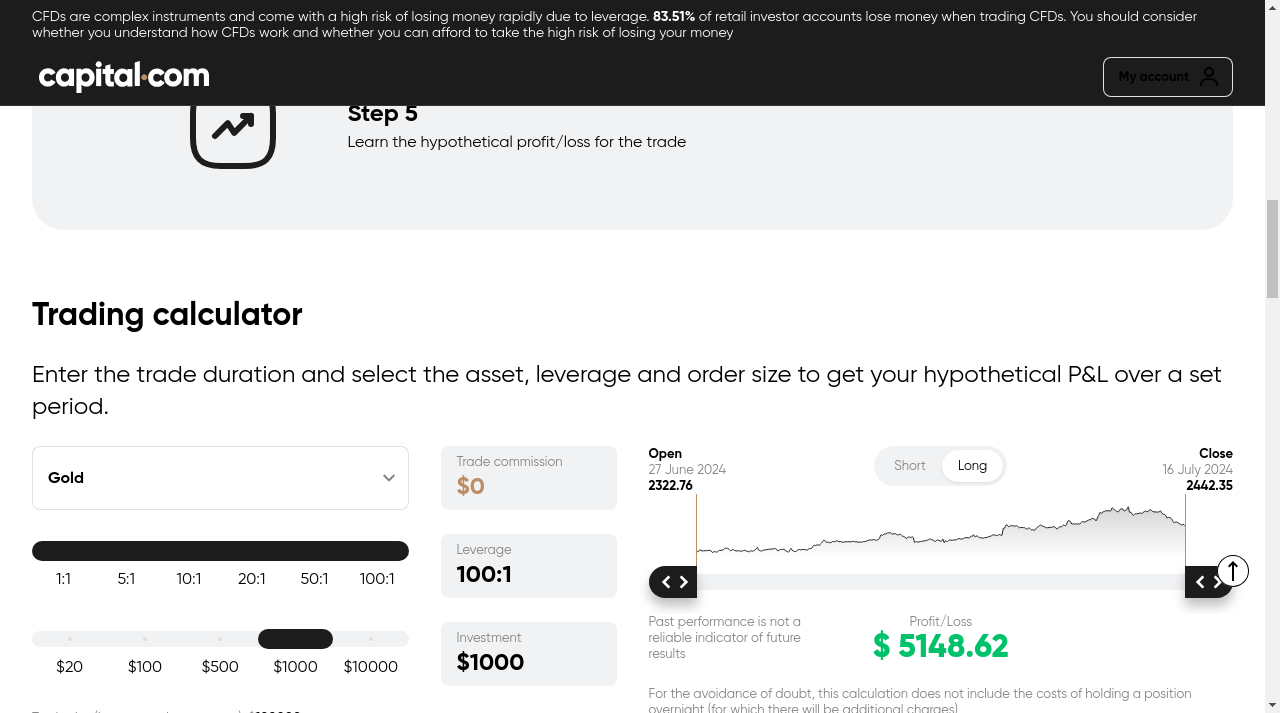 CFDs are complex instruments and come with a high risk of losing money rapidly due to leverage. 83.51% of retail investor accounts lose money when trading CFDs. You should consider
whether you understand how CFDs work and whether you can afford to take the high risk of losing your money
capital.com
My account
Step 5
Learn the hypothetical profit/loss for the trade
Trading calculator
Enter the trade duration and select the asset, leverage and order size to get your hypothetical P&L over a set
period.
Gold
1:1 5:1 10:1 20:1 50:1 100:1
$20 $100 $500 $1000 $10000
Trade commission
$0
Leverage
100:1
Investment
$1000
Open
27 June 2024
2322.76
Short Long
Close
16 July 2024
2442.35
Past performance is not a
reliable indicator of future
results
Profit/Loss
$ 5148.62
For the avoidance of doubt, this calculation does not include the costs of holding a position
overnight (for which there will be additional charges)